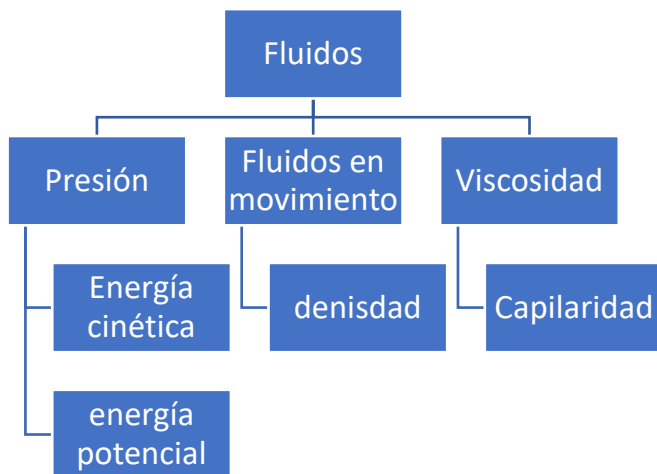 Fluidos
Presión
Fluidos en
movimiento
Viscosidad
Energía
cinética
denisdad
Capilaridad
energía
potencial